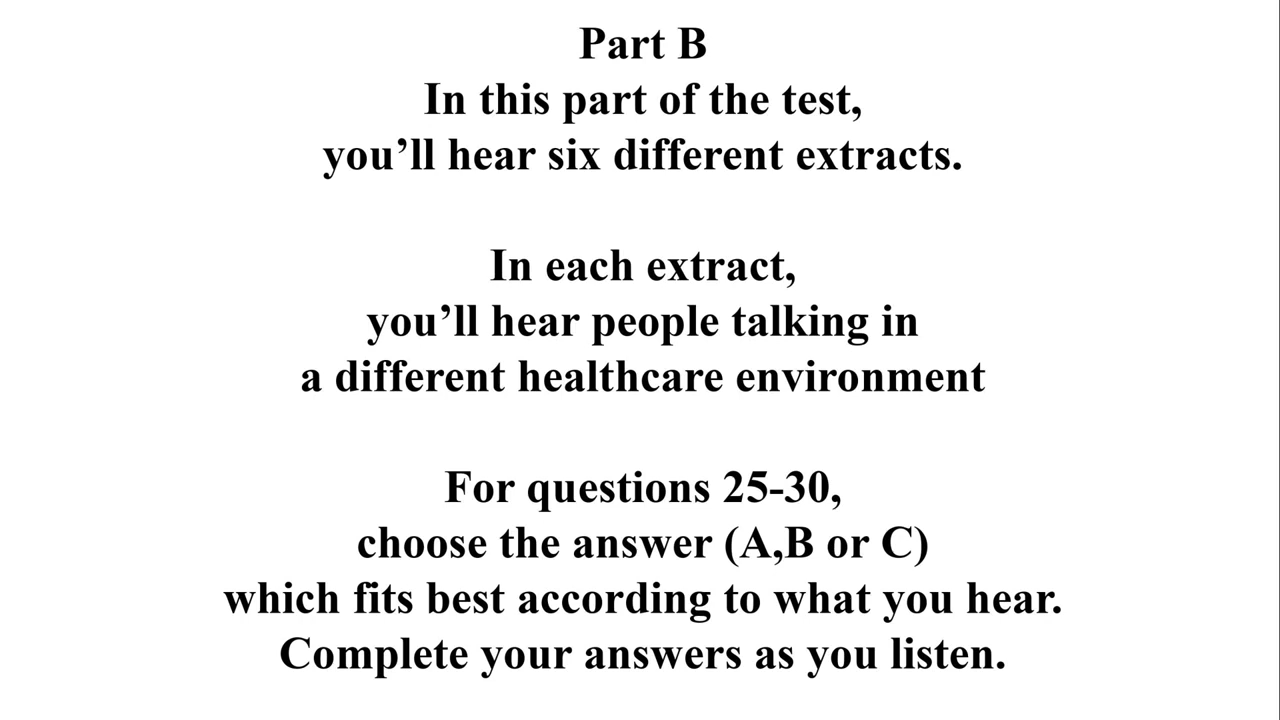 Part B
In this part of the test,
you’ll hear six different extracts.
In each extract,
you’ll hear people talking in
a different healthcare environment
For questions 25-30,
choose the answer (A,B or C)
which fits best according to what you hear.
Complete your answers as you listen.